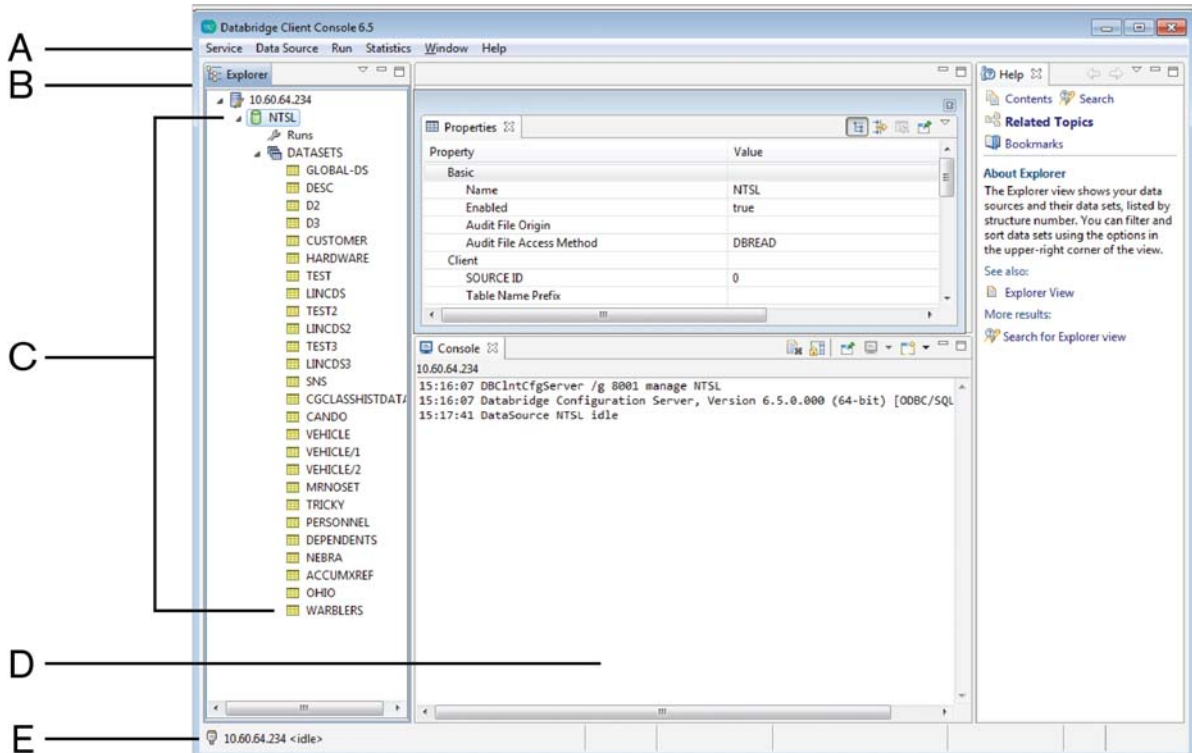 Databridge Client Console 6.5
A
Service Data Source Run Statistics Window Help
B
Explorer
10.60.64.234
C
NTSL
Runs
DATASETS
GLOBAL-DS
DESC
D2
D3
CUSTOMER
HARDWARE
TEST
LINCDS
TEST2
LINCDS2
TEST3
LINCDS3
SNS
CGCLASSHISTDATA
CANDO
VEHICLE
VEHICLE/1
VEHICLE/2
MRNOSET
TRICKY
PERSONNEL
DEPENDENTS
NEBRA
ACCUMXREF
OHIO
WARBLERS
Properties
Property Value
Basic
Name NTSL
Enabled true
Audit File Origin
Audit File Access Method DBREAD
Client
SOURCE ID 0
Table Name Prefix
Console
10.60.64.234
15:16:07 DBClntCfgServer /g 8001 manage NTSL
15:16:07 Databridge Configuration Server, Version 6.5.0.000 (64-bit) [ODBC/SQL
15:17:41 DataSource NTSL idle
D
Help
Contents Search
Related Topics
Bookmarks
About Explorer
The Explorer view shows your data
sources and their data sets, listed by
structure number. You can filter and
sort data sets using the options in
the upper-right corner of the view.
See also:
Explorer View
More results:
Search for Explorer view
E
10.60.64.234 <idle>